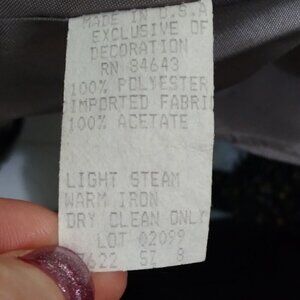 MADE IN U.S.A
EXCLUSIVE OF
DECORATION
RN 84643
100% POLYESTER
IMPORTED FABRIC
100% ACETATE
LIGHT STEAM
WARM IRON
DRY CLEAN ONLY
LOT 02099
622 SZ 8